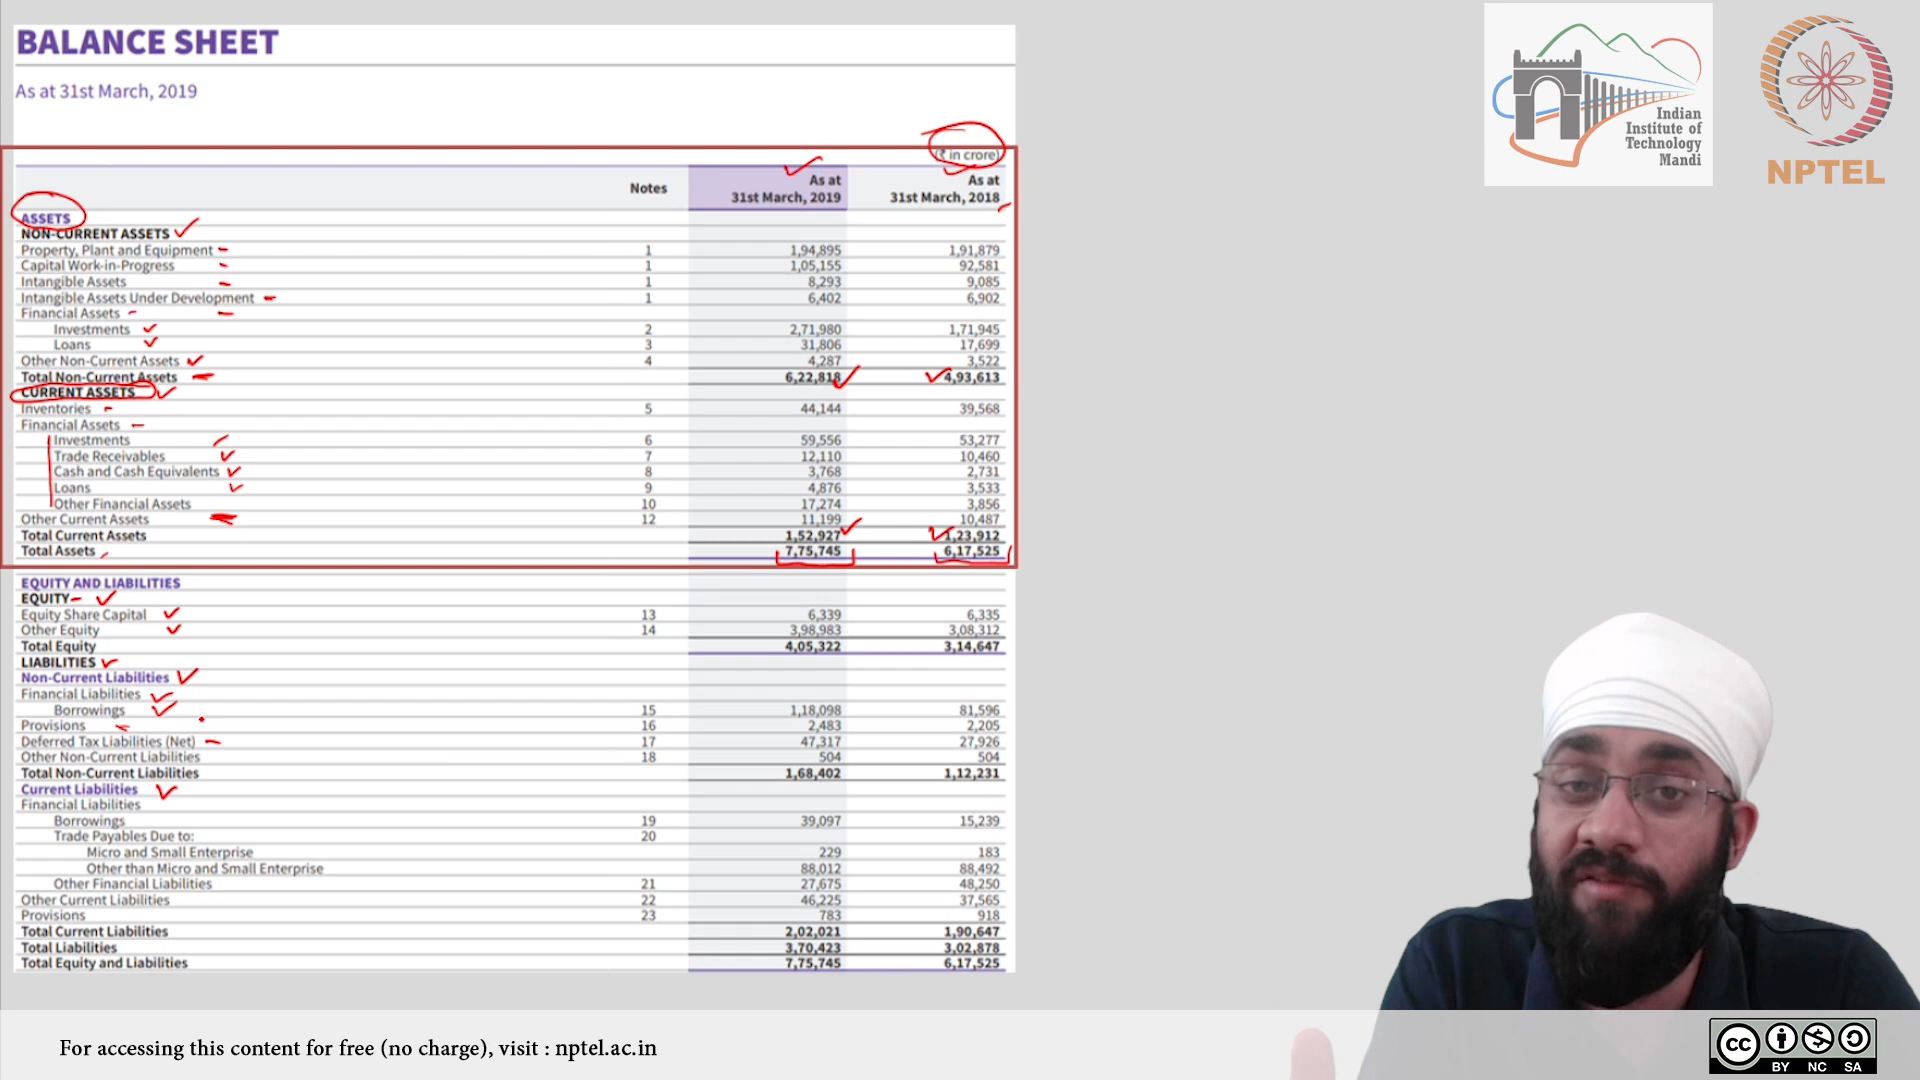 BALANCE SHEET
As at 31st March, 2019
(₹ in crore)
Notes As at 31st March, 2019 As at 31st March, 2018
ASSETS
NON-CURRENT ASSETS
Property, Plant and Equipment 1 1,94,895 1,91,879
Capital Work-in-Progress 1 1,05,155 92,581
Intangible Assets 1 8,293 9,085
Intangible Assets Under Development 1 6,402 6,902
Financial Assets
Investments 2 2,71,980 1,71,945
Loans 3 31,806 17,699
Other Non-Current Assets 4 4,287 3,522
Total Non-Current Assets 6,22,818 4,93,613
CURRENT ASSETS
Inventories 5 44,144 39,568
Financial Assets
Investments 6 59,556 53,277
Trade Receivables 7 12,110 10,460
Cash and Cash Equivalents 8 3,768 2,731
Loans 9 4,876 3,533
Other Financial Assets 10 17,274 3,856
Other Current Assets 12 11,199 10,487
Total Current Assets 1,52,927 1,23,912
Total Assets 7,75,745 6,17,525
EQUITY AND LIABILITIES
EQUITY
Equity Share Capital 13 6,339 6,335
Other Equity 14 3,98,983 3,08,312
Total Equity 4,05,322 3,14,647
LIABILITIES
Non-Current Liabilities
Financial Liabilities
Borrowings 15 1,18,098 81,596
Provisions 16 2,483 2,205
Deferred Tax Liabilities (Net) 17 47,317 27,926
Other Non-Current Liabilities 18 504 504
Total Non-Current Liabilities 1,68,402 1,12,231
Current Liabilities
Financial Liabilities
Borrowings 19 39,097 15,239
Trade Payables Due to: 20
Micro and Small Enterprise 229 183
Other than Micro and Small Enterprise 88,012 88,492
Other Financial Liabilities 21 27,675 48,250
Other Current Liabilities 22 46,225 37,565
Provisions 23 783 918
Total Current Liabilities 2,02,021 1,90,647
Total Liabilities 3,70,423 3,02,878
Total Equity and Liabilities 7,75,745 6,17,525
Indian
Institute of
Technology
Mandi
NPTEL
For accessing this content for free (no charge), visit : nptel.ac.in
CC BY NC SA